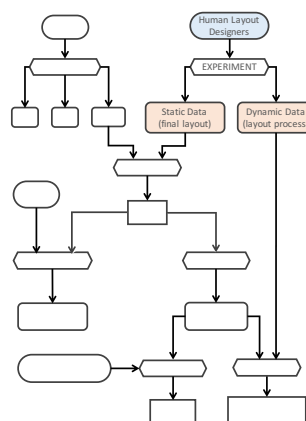 Human Layout
Designers
EXPERIMENT
Static Data
(final layout)
Dynamic Data
(layout process)